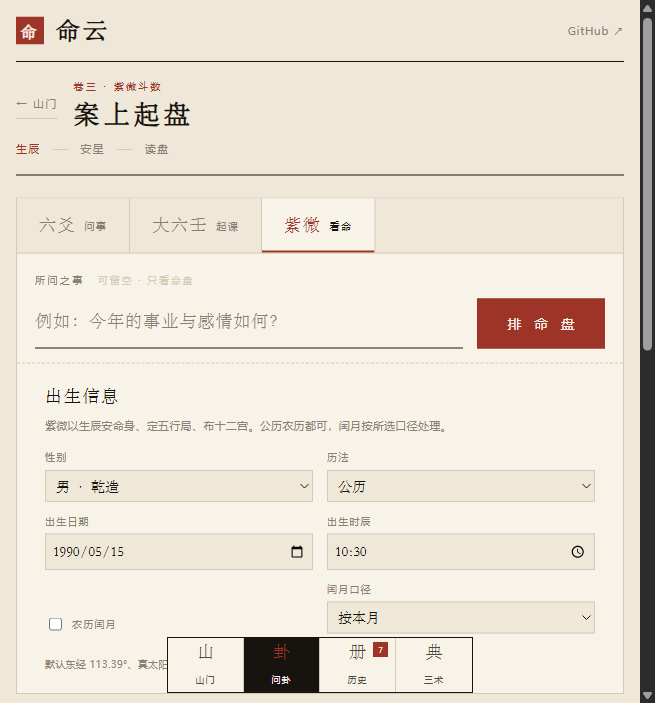 命 命云
GitHub ↗
卷三 · 紫微斗数
← 山门
案上起盘
生辰 — 安星 — 读盘
六爻 问事
大六壬 起课
紫微 看命
所问之事 可留空 · 只看命盘
例如：今年的事业与感情如何？
排 命 盘
出生信息
紫微以生辰安命身、定五行局、布十二宫。公历农历都可，闰月按所选口径处理。
性别
男 · 乾造
历法
公历
出生日期
1990/05/15
出生时辰
10:30
农历闰月
闰月口径
按本月
默认东经 113.39°、真太阳
山 山门
卦 问卦
册 7 历史
典 三术